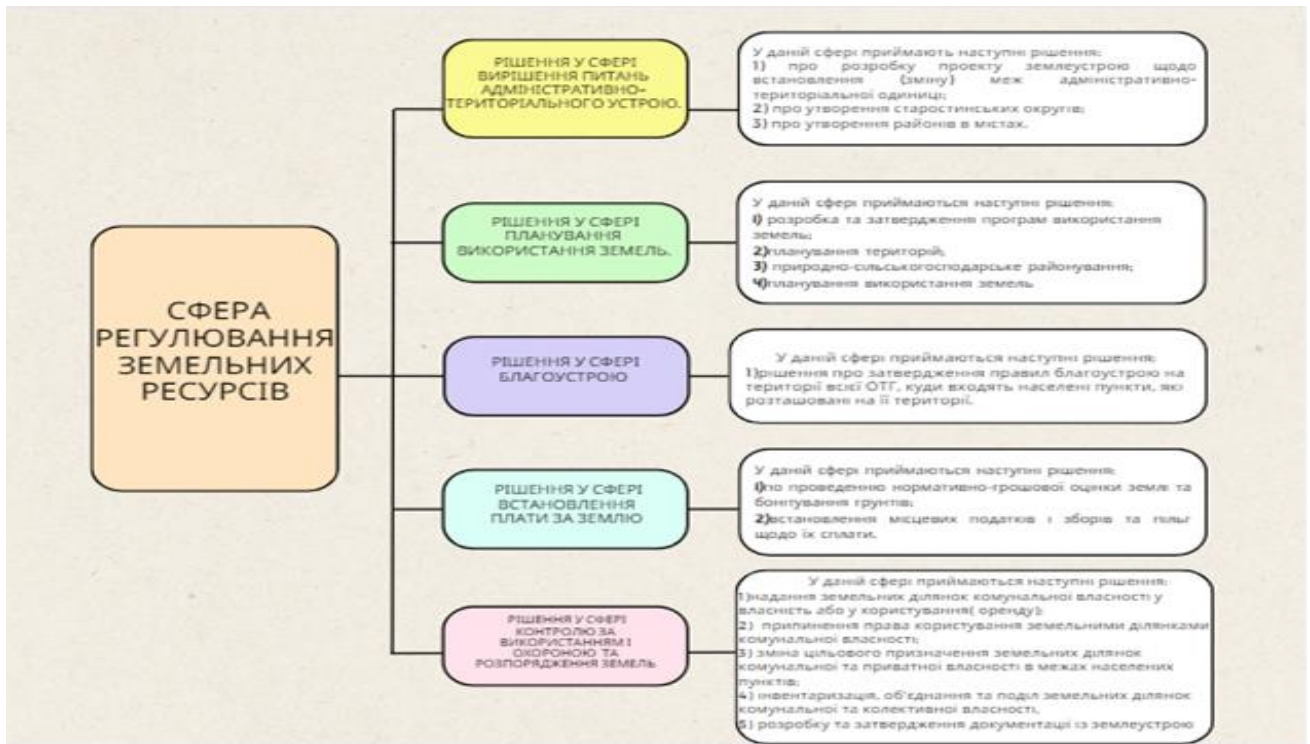 СФЕРА
РЕГУЛЮВАННЯ
ЗЕМЕЛЬНИХ
РЕСУРСІВ
РІШЕННЯ У СФЕРІ
ВИРІШЕННЯ ПИТАНЬ
АДМІНІСТРАТИВНО-
ТЕРИТОРІАЛЬНОГО УСТРОЮ.
У даній сфері приймають наступні рішення:
1) про розробку проекту землеустрою щодо
встановлення (зміну) меж адміністративно-
територіальної одиниці;
2) про утворення старостинських округів;
3) про утворення районів в містах.
РІШЕННЯ У СФЕРІ
ПЛАНУВАННЯ
ВИКОРИСТАННЯ ЗЕМЕЛЬ.
У даній сфері приймаються наступні рішення:
1) розробка та затвердження програм використання
земель;
2)планування територій;
3) природно-сільськогосподарське районування;
4)планування використання земель
РІШЕННЯ У СФЕРІ
БЛАГОУСТРОЮ
У даній сфері приймаються наступні рішення:
1)рішення про затвердження правил благоустрою на
території всієї ОТГ, куди входять населені пункти, які
розташовані на її території.
РІШЕННЯ У СФЕРІ
ВСТАНОВЛЕННЯ
ПЛАТИ ЗА ЗЕМЛЮ
У даній сфері приймаються наступні рішення:
1)по проведенню нормативно-грошової оцінки землі та
бонітування ґрунтів;
2)встановлення місцевих податків і зборів та пільг
щодо їх сплати.
РІШЕННЯ У СФЕРІ
КОНТРОЛЮ ЗА
ВИКОРИСТАННЯМ І
ОХОРОНОЮ ТА
РОЗПОРЯДЖЕННЯ ЗЕМЕЛЬ
У даній сфері приймаються наступні рішення:
1)надання земельних ділянок комунальної власності у
власність або у користування( оренду);
2) припинення права користування земельними ділянками
комунальної власності;
3) зміна цільового призначення земельних ділянок
комунальної та приватної власності в межах населених
пунктів;
4) інвентаризація, об'єднання та поділ земельних ділянок
комунальної та колективної власності,
5) розробку та затвердження документації із землеустрою